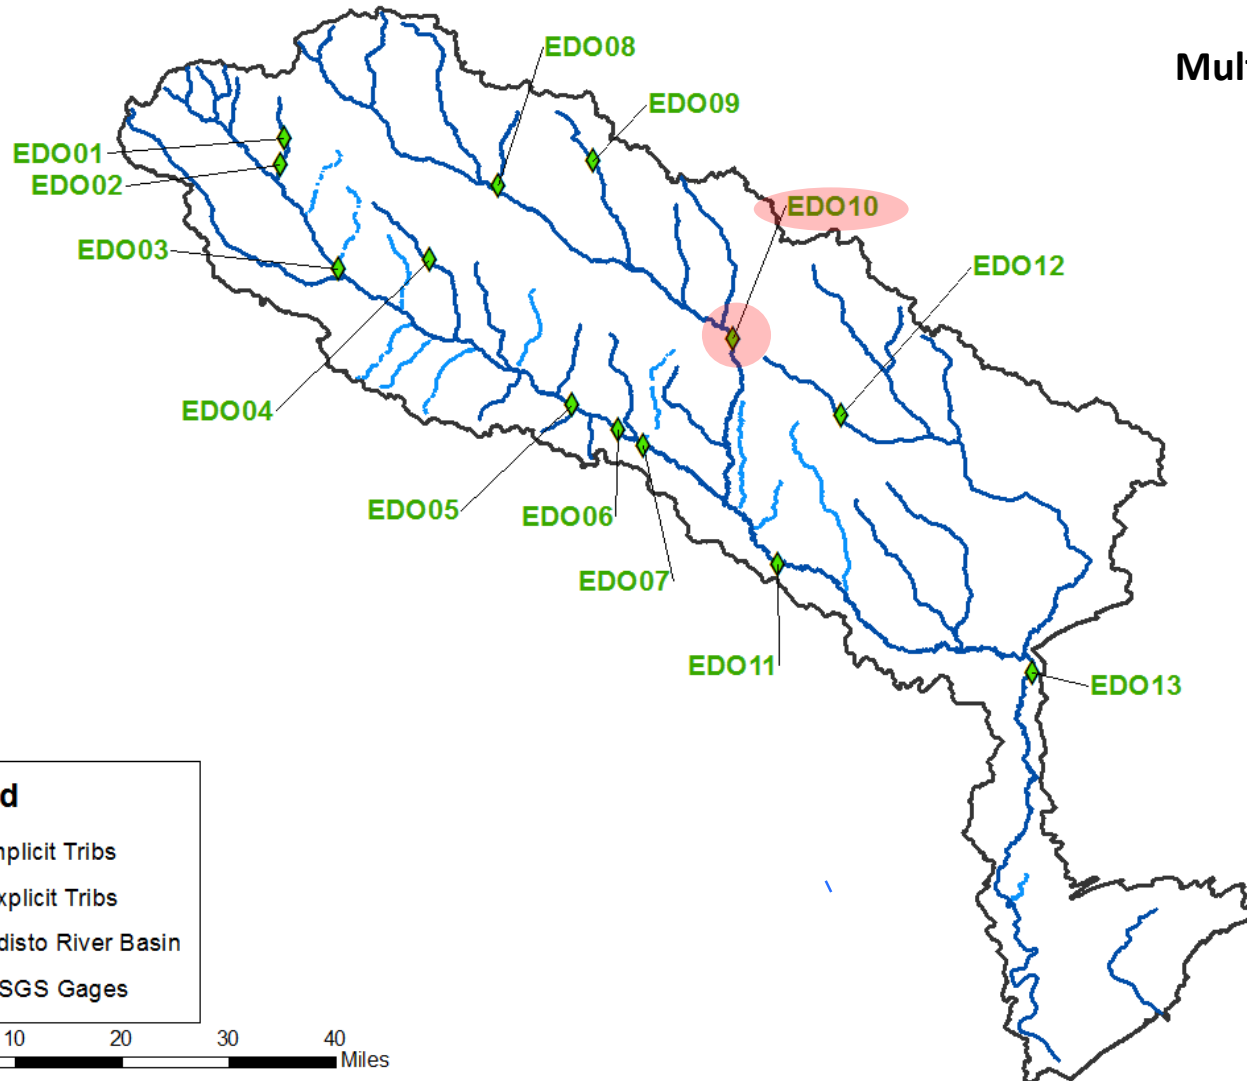 EDO08
Mult
EDO09
EDO01
EDO02
EDO10
EDO03
EDO12
EDO04
EDO05
EDO06
EDO07
EDO11
EDO13
d
nplicit Tribs
xplicit Tribs
disto River Basin
SGS Gages
10 20 30 40
Miles